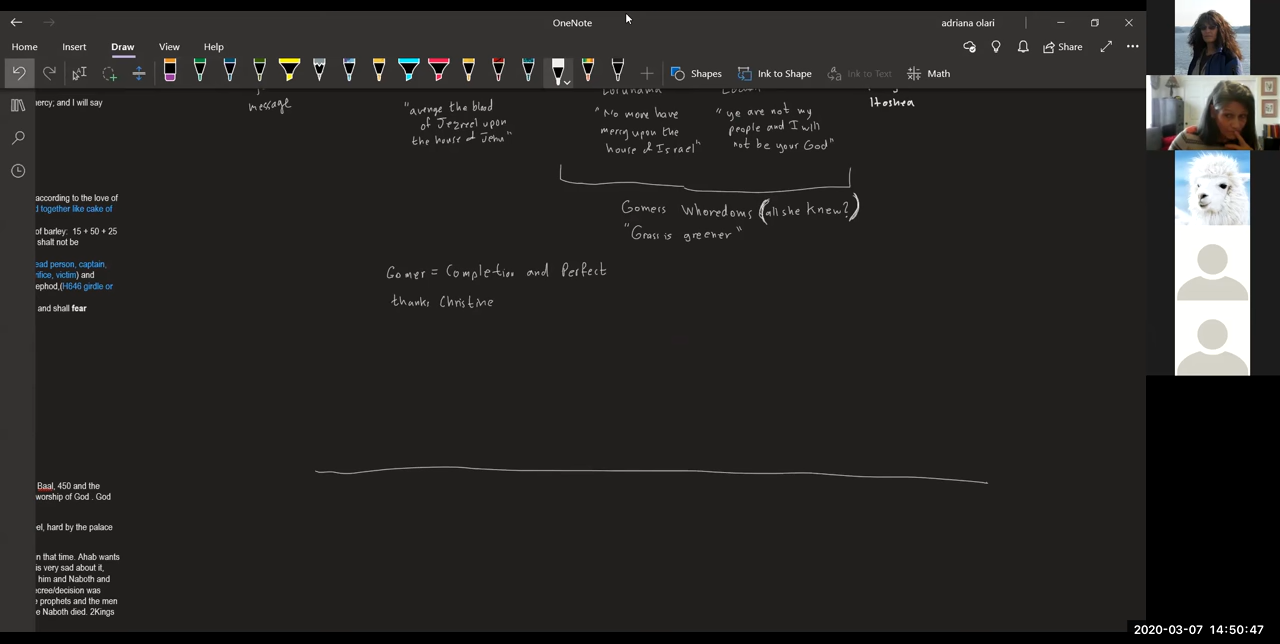 OneNote
adriana olari
Home
Insert
Draw
View
Help
Share
Shapes
Ink to Shape
Ink to Text
Math
ercy; and I will say
according to the love of
d together like cake of
of barley: 15 + 50 + 25
shalt not be
ead person, captain,
rifice, victim) and
ephod,(H646 girdle or
and shall fear
Baal, 450 and the
worship of God . God
el, hard by the palace
n that time. Ahab wants
is very sad about it,
him and Naboth and
ecree/decision was
e prophets and the men
e Naboth died. 2Kings
message
"avenge the blood
of Jezreel upon
the house of Jehu"
"No more have
mercy upon the
house of Israel"
"ye are not my
people and I will
not be your God"
Hoshea
Gomers Whoredoms (all she knew?)
"Grass is greener"
Gomer = Completion and Perfect
thanks Christine
2020-03-07 14:50:47